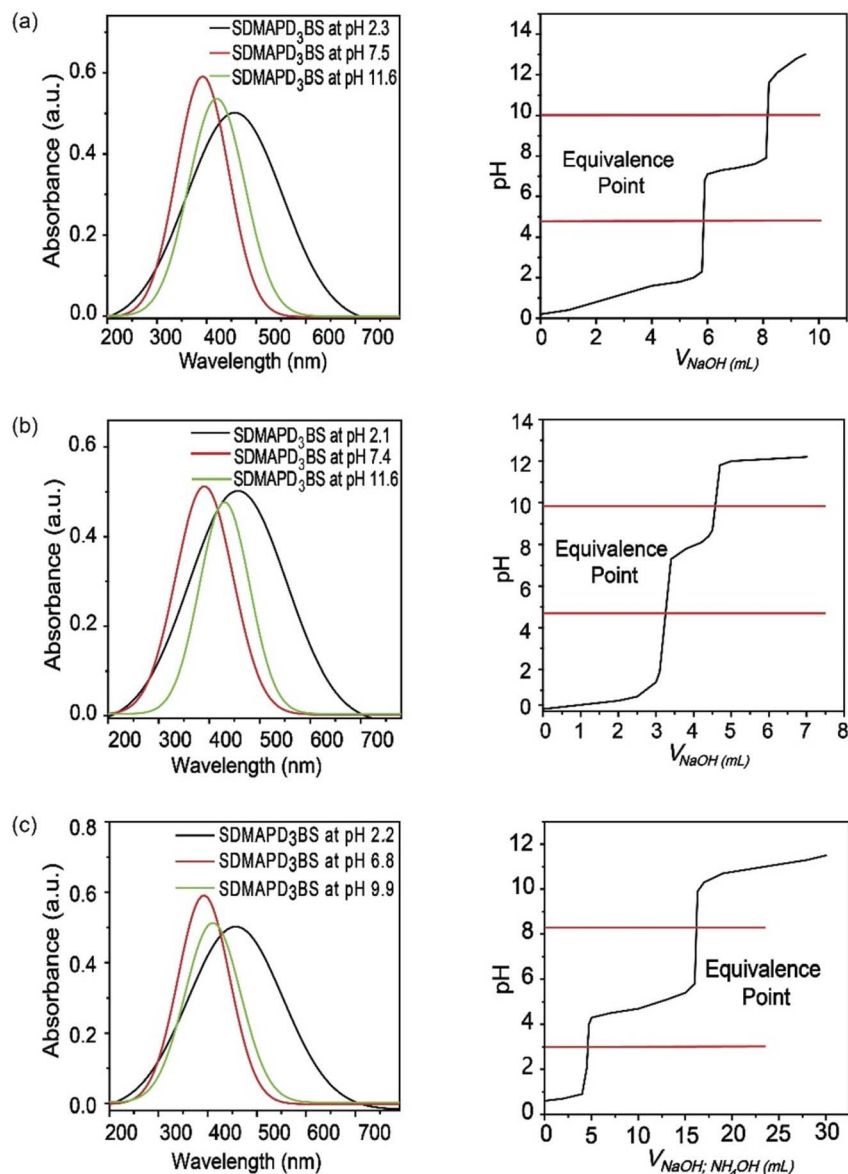 (a)
SDMAPD3BS at pH 2.3
SDMAPD3BS at pH 7.5
SDMAPD3BS at pH 11.6
Absorbance (a.u.)
0.6
0.4
0.2
0.0
200 300 400 500 600 700
Wavelength (nm)
pH
14
12
10
8
6
4
2
0
Equivalence
Point
0 2 4 6 8 10
VNaOH (mL)
(b)
SDMAPD3BS at pH 2.1
SDMAPD3BS at pH 7.4
SDMAPD3BS at pH 11.6
Absorbance (a.u.)
0.6
0.4
0.2
0.0
200 300 400 500 600 700
Wavelength (nm)
pH
14
12
10
8
6
4
2
0
Equivalence
Point
0 1 2 3 4 5 6 7 8
VNaOH (mL)
(c)
SDMAPD3BS at pH 2.2
SDMAPD3BS at pH 6.8
SDMAPD3BS at pH 9.9
Absorbance (a.u.)
0.8
0.6
0.4
0.2
0.0
200 300 400 500 600 700
Wavelength (nm)
pH
12
10
8
6
4
2
0
Equivalence
Point
0 5 10 15 20 25 30
VNaOH; NH4OH (mL)